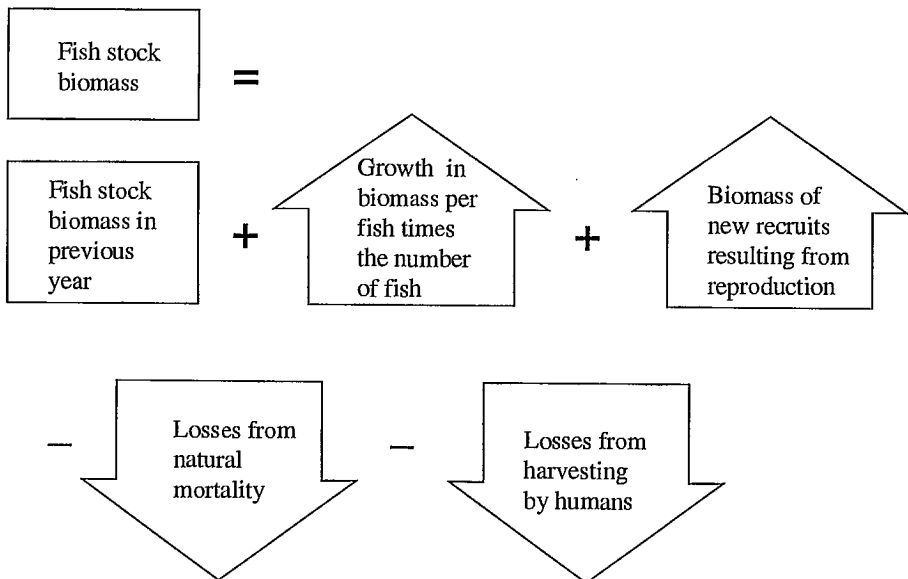 Fish stock
biomass
=
Fish stock
biomass in
previous
year
+
Growth in
biomass per
fish times
the number
of fish
+
Biomass of
new recruits
resulting from
reproduction
−
Losses from
natural
mortality
−
Losses from
harvesting
by humans